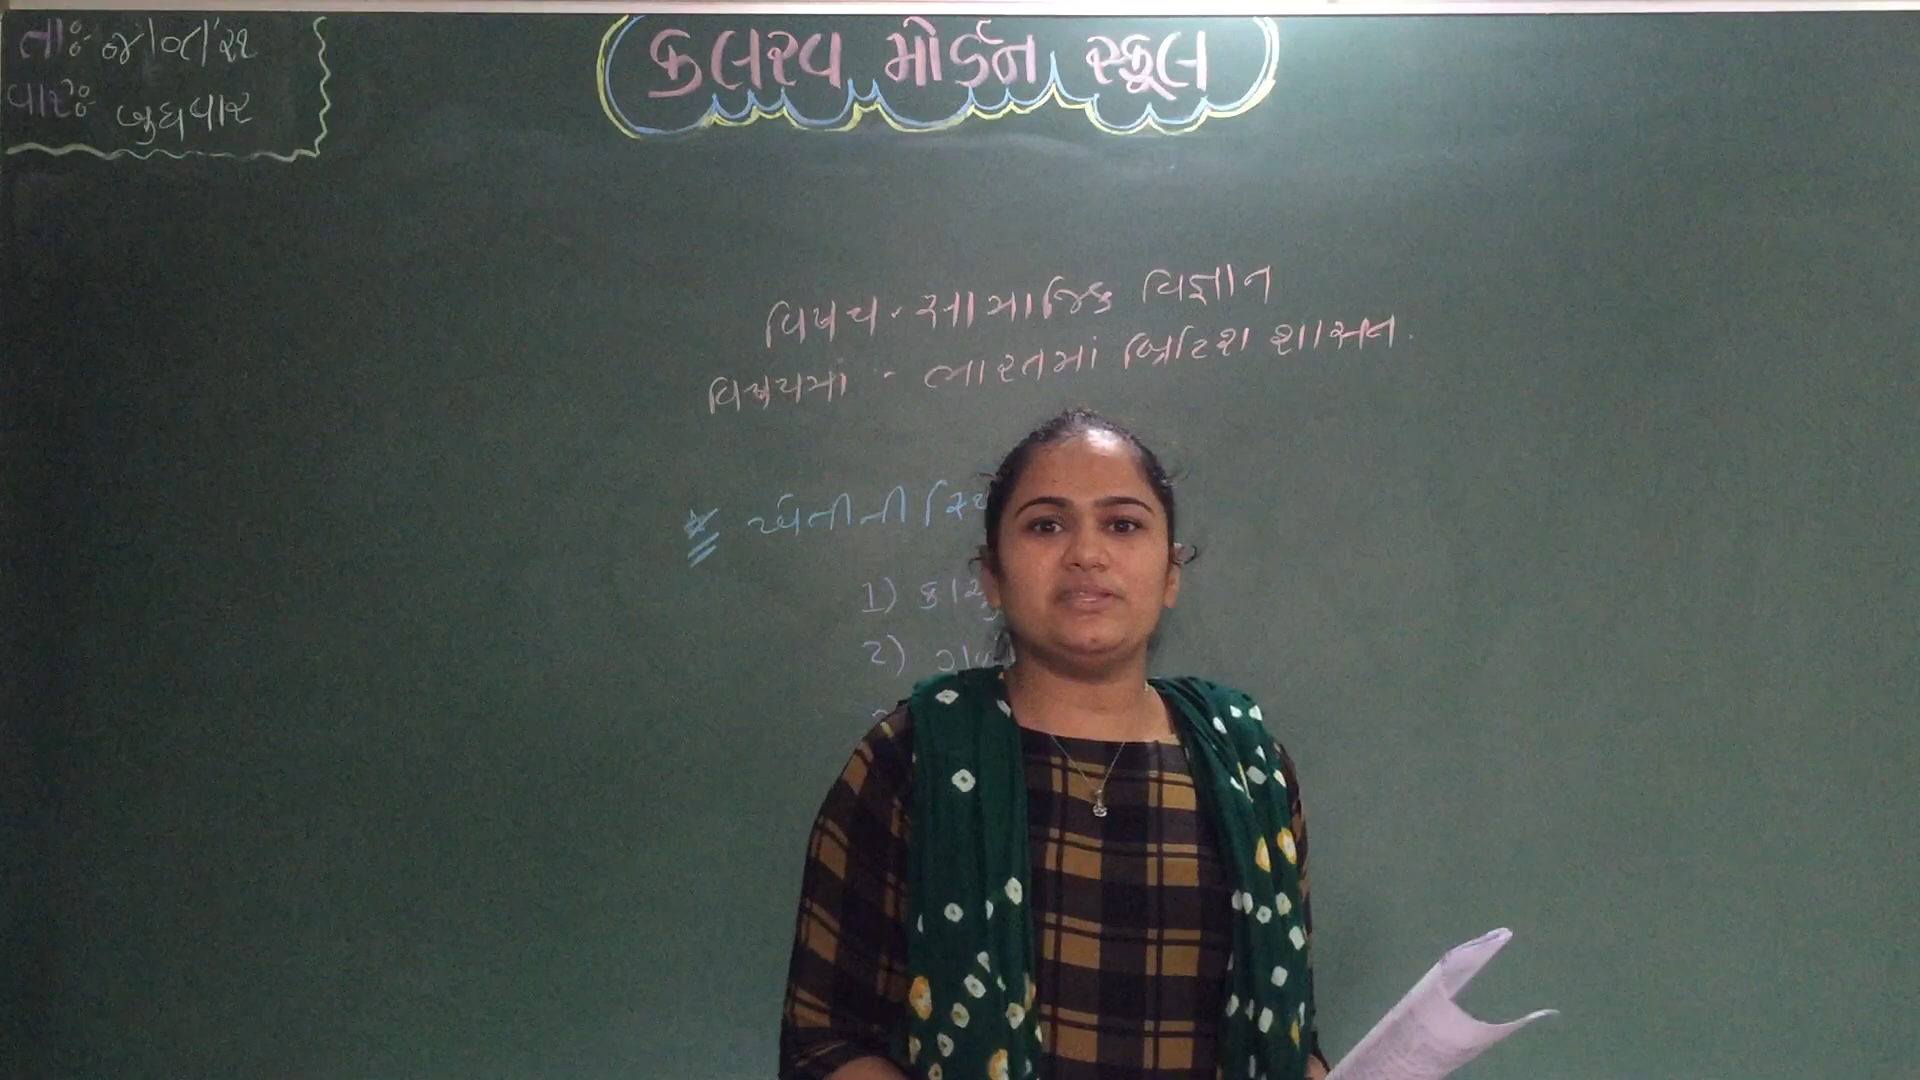 તા:-
વાર:- બુધવાર
કલરવ મોર્ડન સ્કૂલ
વિષય - સામાજિક વિજ્ઞાન
વિષયમાં - ભારતમાં બ્રિટિશ શાસન.
ખેતીની
1)
2)